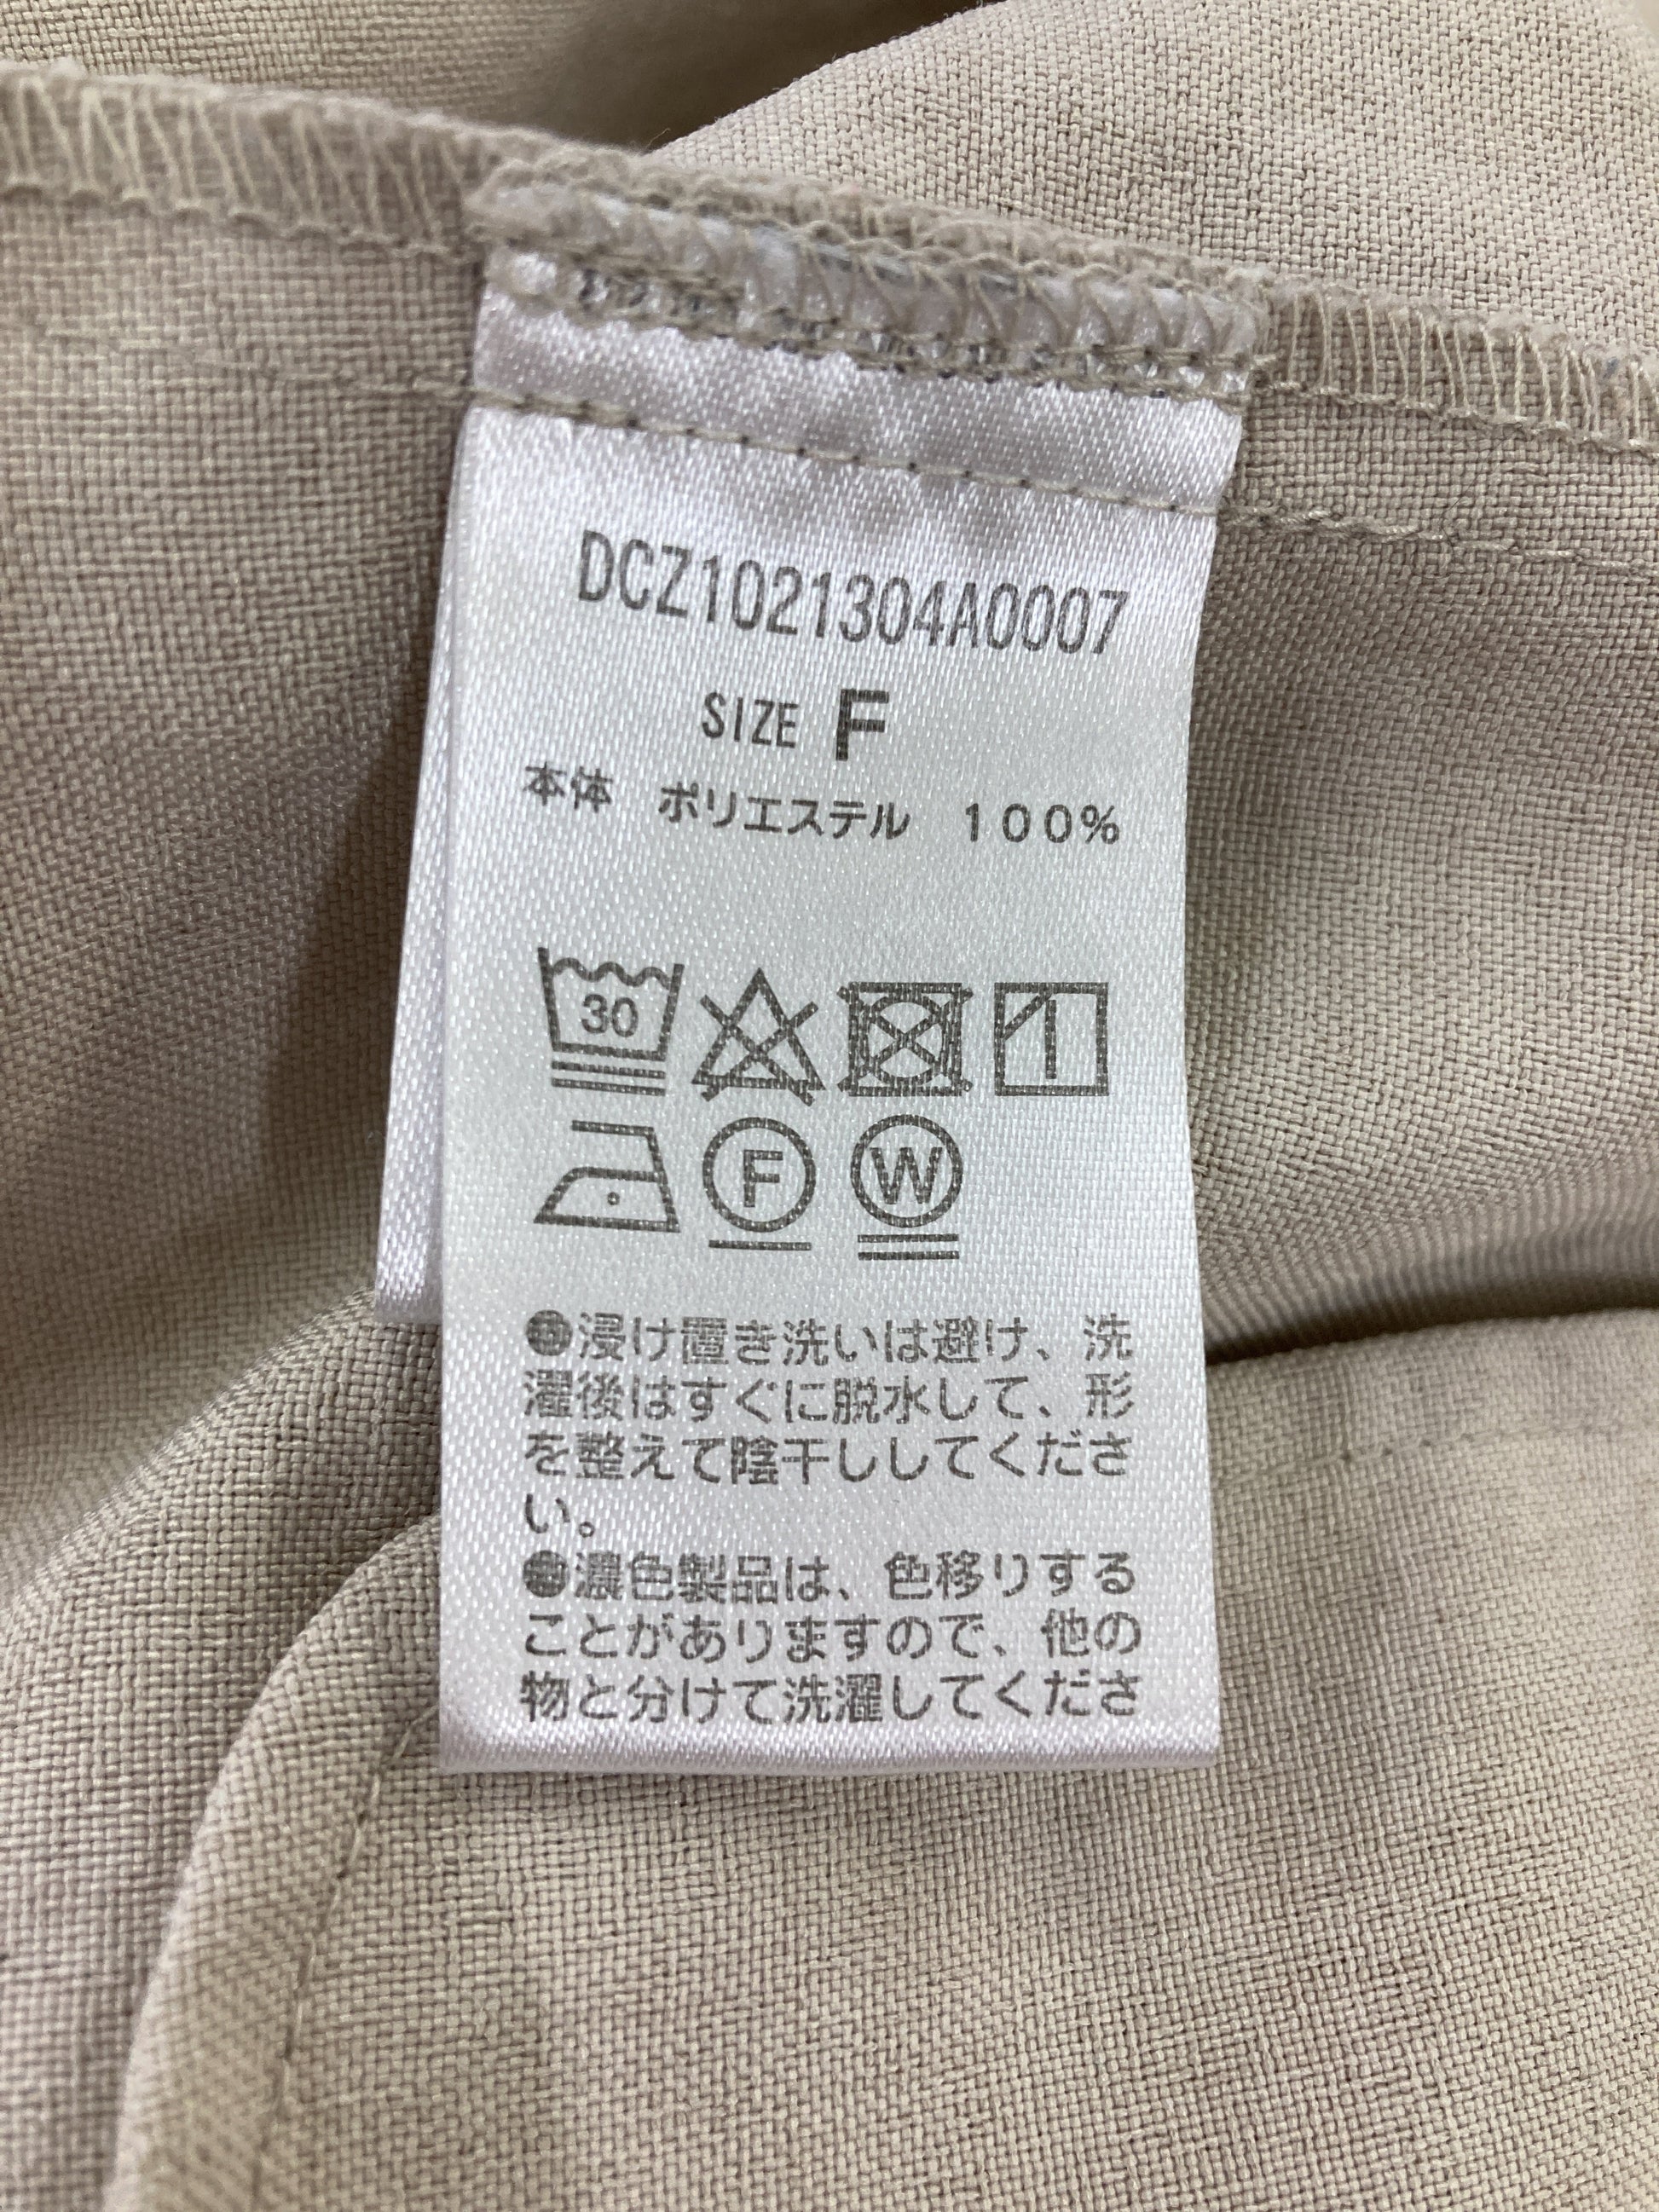 DCZ1021304A0007
SIZE F
本体 ポリエステル 100%
30
F W
●浸け置き洗いは避け、洗
濯後はすぐに脱水して、形
を整えて陰干ししてくださ
い。
●濃色製品は、色移りする
ことがありますので、他の
物と分けて洗濯してくださ